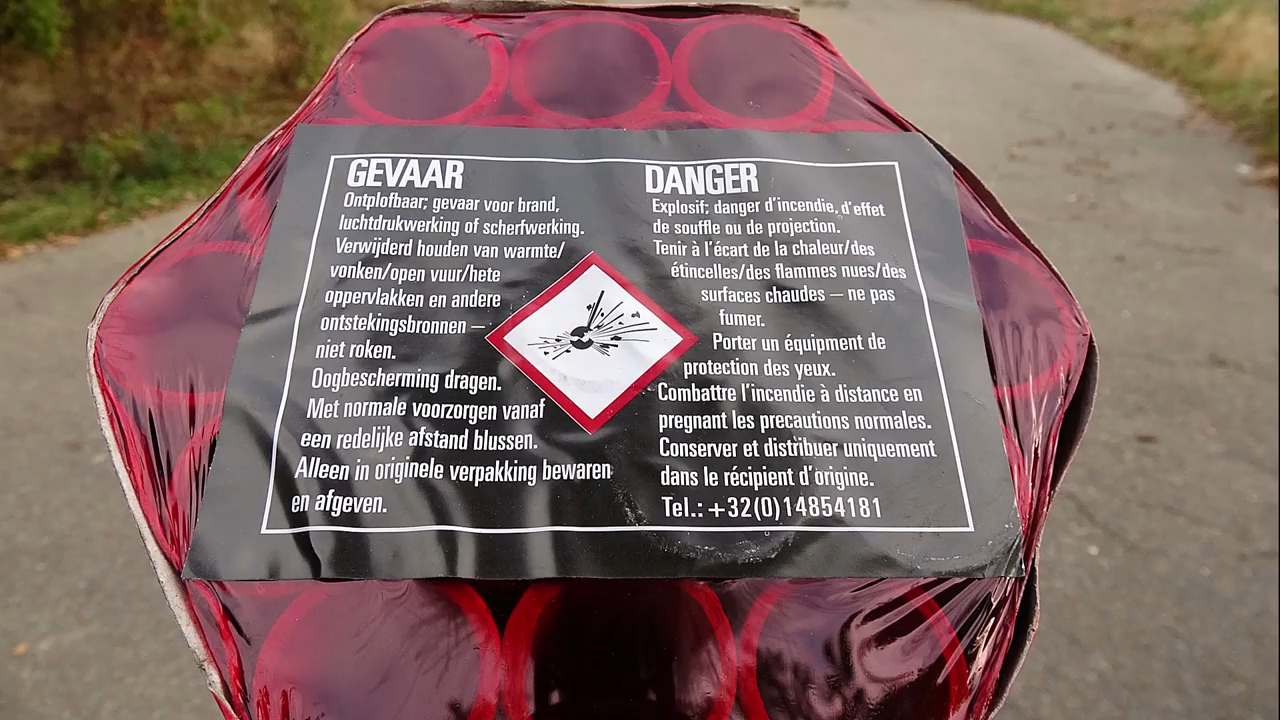 GEVAAR
Ontplofbaar; gevaar voor brand,
luchtdrukwerking of scherfwerking.
Verwijderd houden van warmte/
vonken/open vuur/hete
oppervlakken en andere
ontstekingsbronnen –
niet roken.
Oogbescherming dragen.
Met normale voorzorgen vanaf
een redelijke afstand blussen.
Alleen in originele verpakking bewaren
en afgeven.
DANGER
Explosif; danger d'incendie, d'effet
de souffle ou de projection.
Tenir à l'écart de la chaleur/des
étincelles/des flammes nues/des
surfaces chaudes – ne pas
fumer.
Porter un équipment de
protection des yeux.
Combattre l'incendie à distance en
pregnant les precautions normales.
Conserver et distribuer uniquement
dans le récipient d'origine.
Tel.: +32(0)14854181